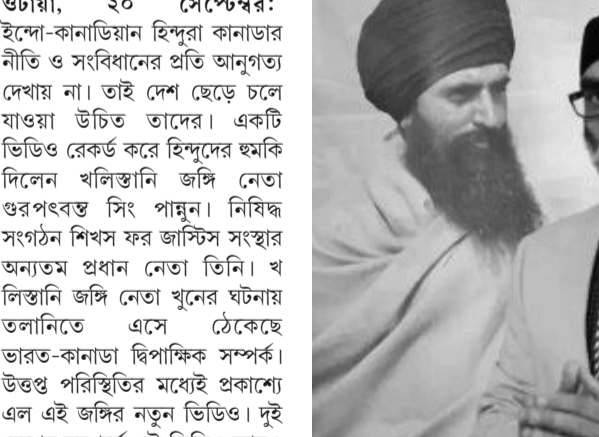 ওটাওয়া, ২০ সেপ্টেম্বর:
ইন্দো-কানাডিয়ান হিন্দুরা কানাডার
নীতি ও সংবিধানের প্রতি আনুগত্য
দেখায় না। তাই দেশ ছেড়ে চলে
যাওয়া উচিত তাদের। একটি
ভিডিও রেকর্ড করে হিন্দুদের হুমকি
দিলেন খলিস্তানি জঙ্গি নেতা
গুরপৎবন্ত সিং পান্নুন। নিষিদ্ধ
সংগঠন শিখস ফর জাস্টিস সংস্থার
অন্যতম প্রধান নেতা তিনি। খ
লিস্তানি জঙ্গি নেতা খুনের ঘটনায়
তলানিতে এসে ঠেকেছে
ভারত-কানাডা দ্বিপাক্ষিক সম্পর্ক।
উত্তপ্ত পরিস্থিতির মধ্যেই প্রকাশ্যে
এল এই জঙ্গির নতুন ভিডিও। দুই